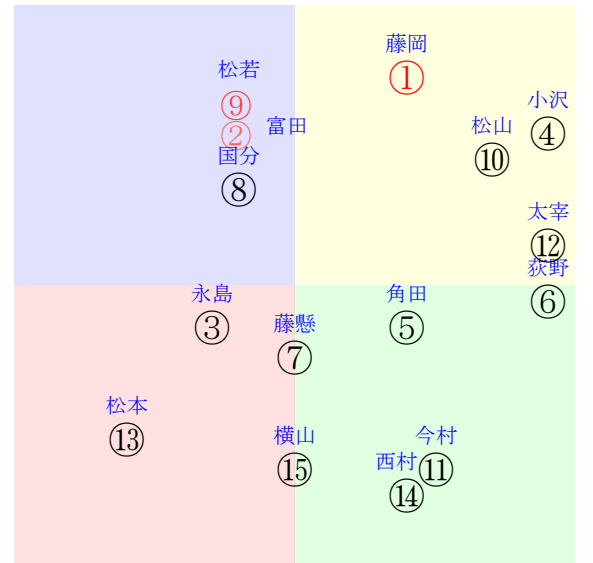 藤岡
①
松若
⑨
小沢
④
富田
②
松山
⑩
国分
⑧
太宰
⑫
荻野
⑥
永島
③
角田
⑤
藤懸
⑦
松本
⑬
横山
⑮
今村
⑪
西村
⑭